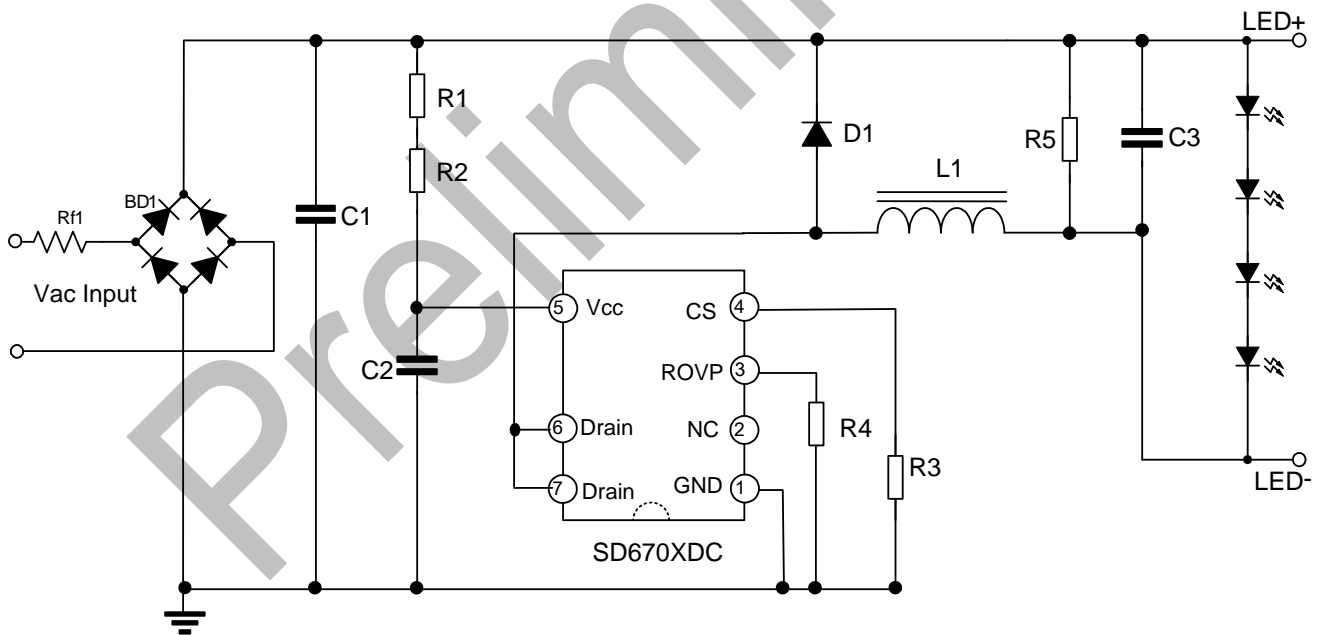 LED+
R1
D1
R5
C3
R2
L1
BD1
Rf1
C1
Vac Input
5 Vcc
CS 4
C2
ROVP 3
6 Drain
NC 2
R4
R3
7 Drain
GND 1
LED-
SD670XDC
Prelimi